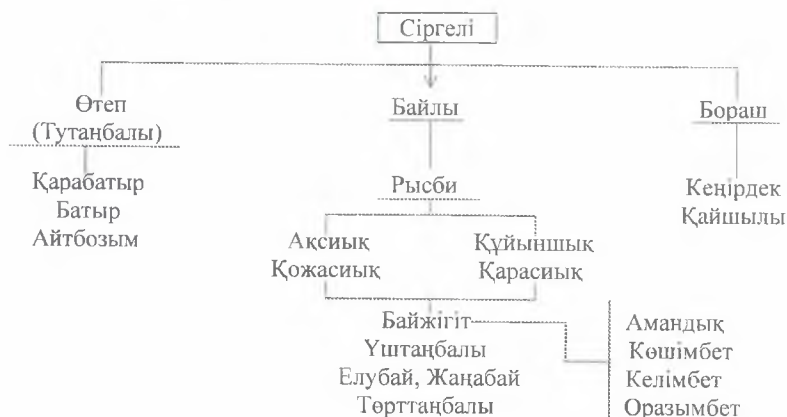 Сіргелі
Өтеп
(Тутаңбалы)
Байлы
Бораш
Қарабатыр
Батыр
Айтбозым
Рысби
Кеңірдек
Қайшылы
Ақсиық
Қожасиық
Құйыншық
Қарасиық
Байжігіт
Үштаңбалы
Елубай, Жаңабай
Төрттаңбалы
Амандық
Көшімбет
Келімбет
Оразымбет